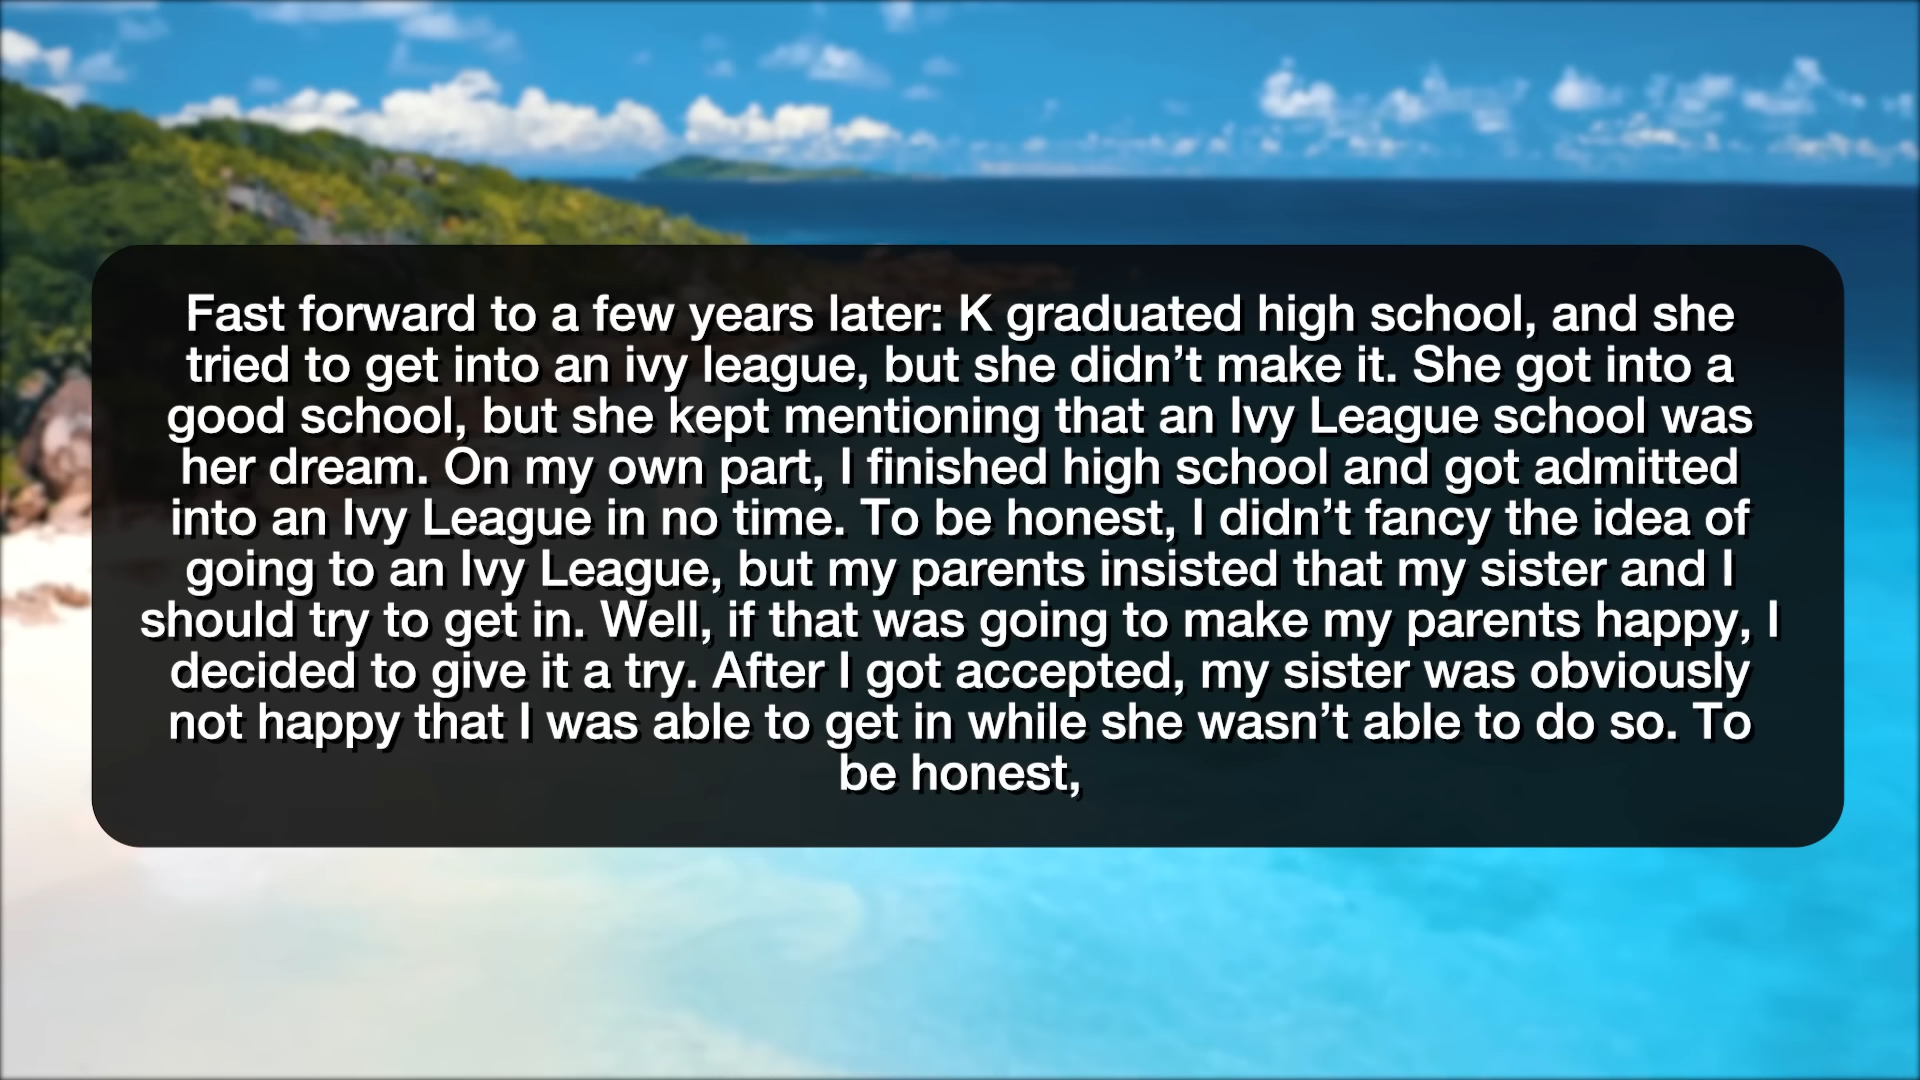 Fast forward to a few years later: K graduated high school, and she
tried to get into an ivy league, but she didn’t make it. She got into a
good school, but she kept mentioning that an Ivy League school was
her dream. On my own part, I finished high school and got admitted
into an Ivy League in no time. To be honest, I didn’t fancy the idea of
going to an Ivy League, but my parents insisted that my sister and I
should try to get in. Well, if that was going to make my parents happy, I
decided to give it a try. After I got accepted, my sister was obviously
not happy that I was able to get in while she wasn’t able to do so. To
be honest,